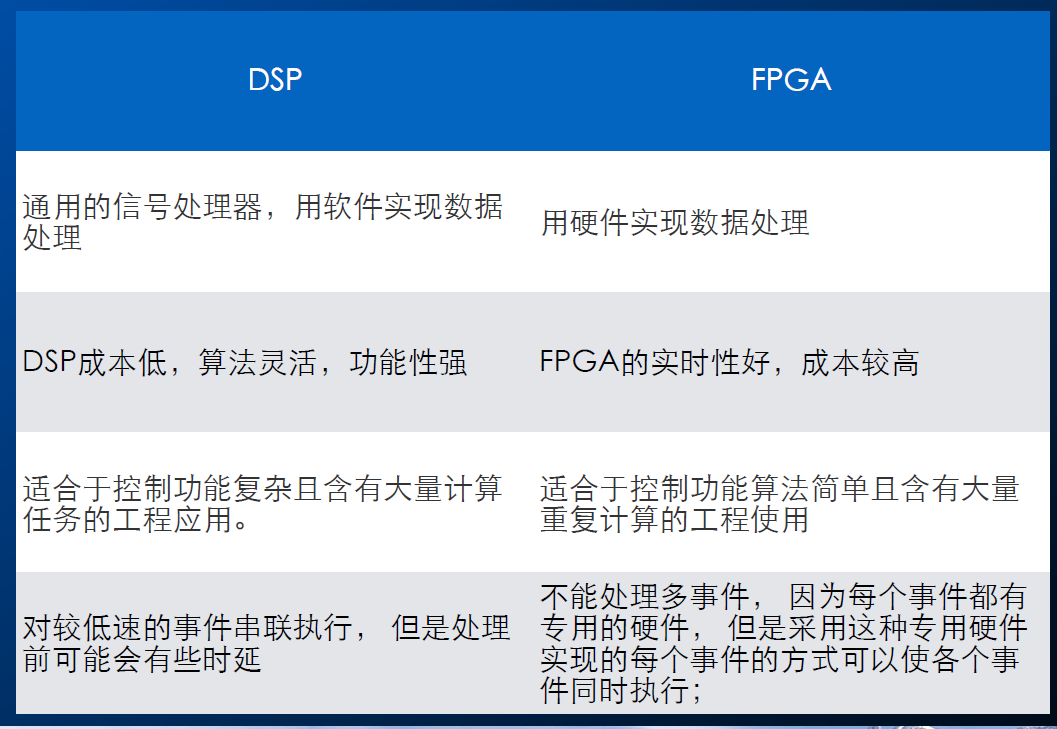 DSP
FPGA
通用的信号处理器，用软件实现数据
处理
用硬件实现数据处理
DSP成本低，算法灵活，功能性强
FPGA的实时性好，成本较高
适合于控制功能复杂且含有大量计算
任务的工程应用。
适合于控制功能算法简单且含有大量
重复计算的工程使用
对较低速的事件串联执行， 但是处理
前可能会有些时延
不能处理多事件， 因为每个事件都有
专用的硬件， 但是采用这种专用硬件
实现的每个事件的方式可以使各个事
件同时执行；